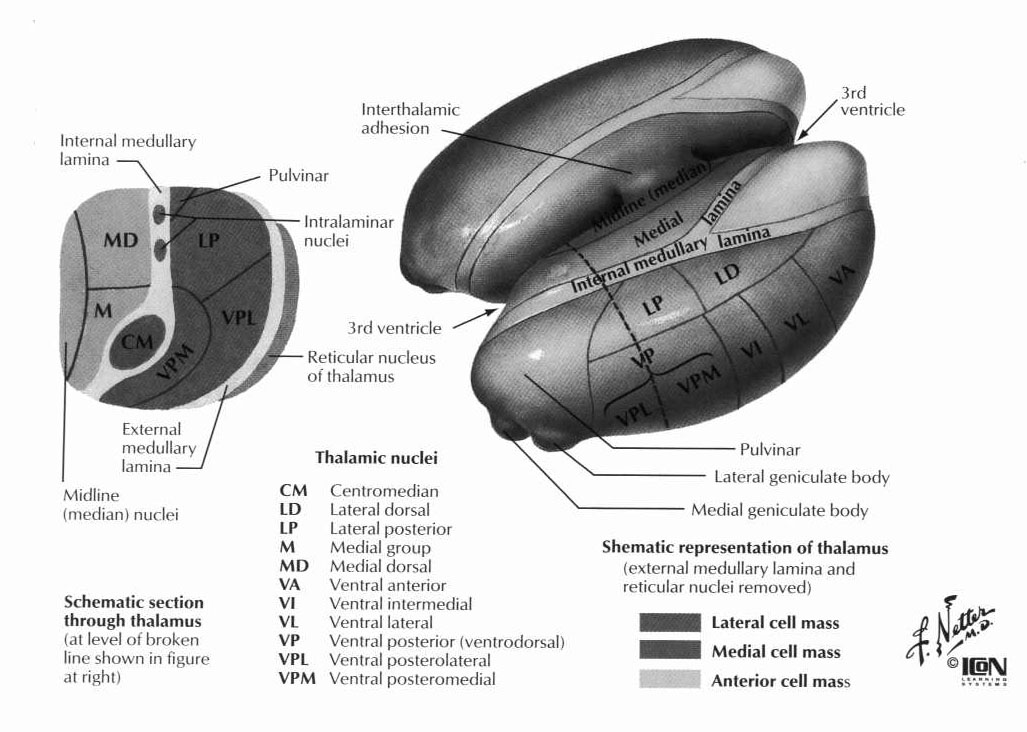 Interthalamic
adhesion
3rd
ventricle
Internal medullary
lamina
Pulvinar
Intralaminar
nuclei
MD
LP
M
CM
VPL
VPM
3rd ventricle
Reticular nucleus
of thalamus
External
medullary
lamina
Midline
(median) nuclei
Midline (median)
Medial
lamina
Internal medullary lamina
LD
VA
LP
VL
VP
VI
VPM
VPL
Pulvinar
Lateral geniculate body
Medial geniculate body
Thalamic nuclei
CM Centromedian
LD Lateral dorsal
LP Lateral posterior
M Medial group
MD Medial dorsal
VA Ventral anterior
VI Ventral intermedial
VL Ventral lateral
VP Ventral posterior (ventrodorsal)
VPL Ventral posterolateral
VPM Ventral posteromedial
Schematic section
through thalamus
(at level of broken
line shown in figure
at right)
Shematic representation of thalamus
(external medullary lamina and
reticular nuclei removed)
Lateral cell mass
Medial cell mass
Anterior cell mass
F. Netter
M.D.
© ICON
LEARNING
SYSTEMS